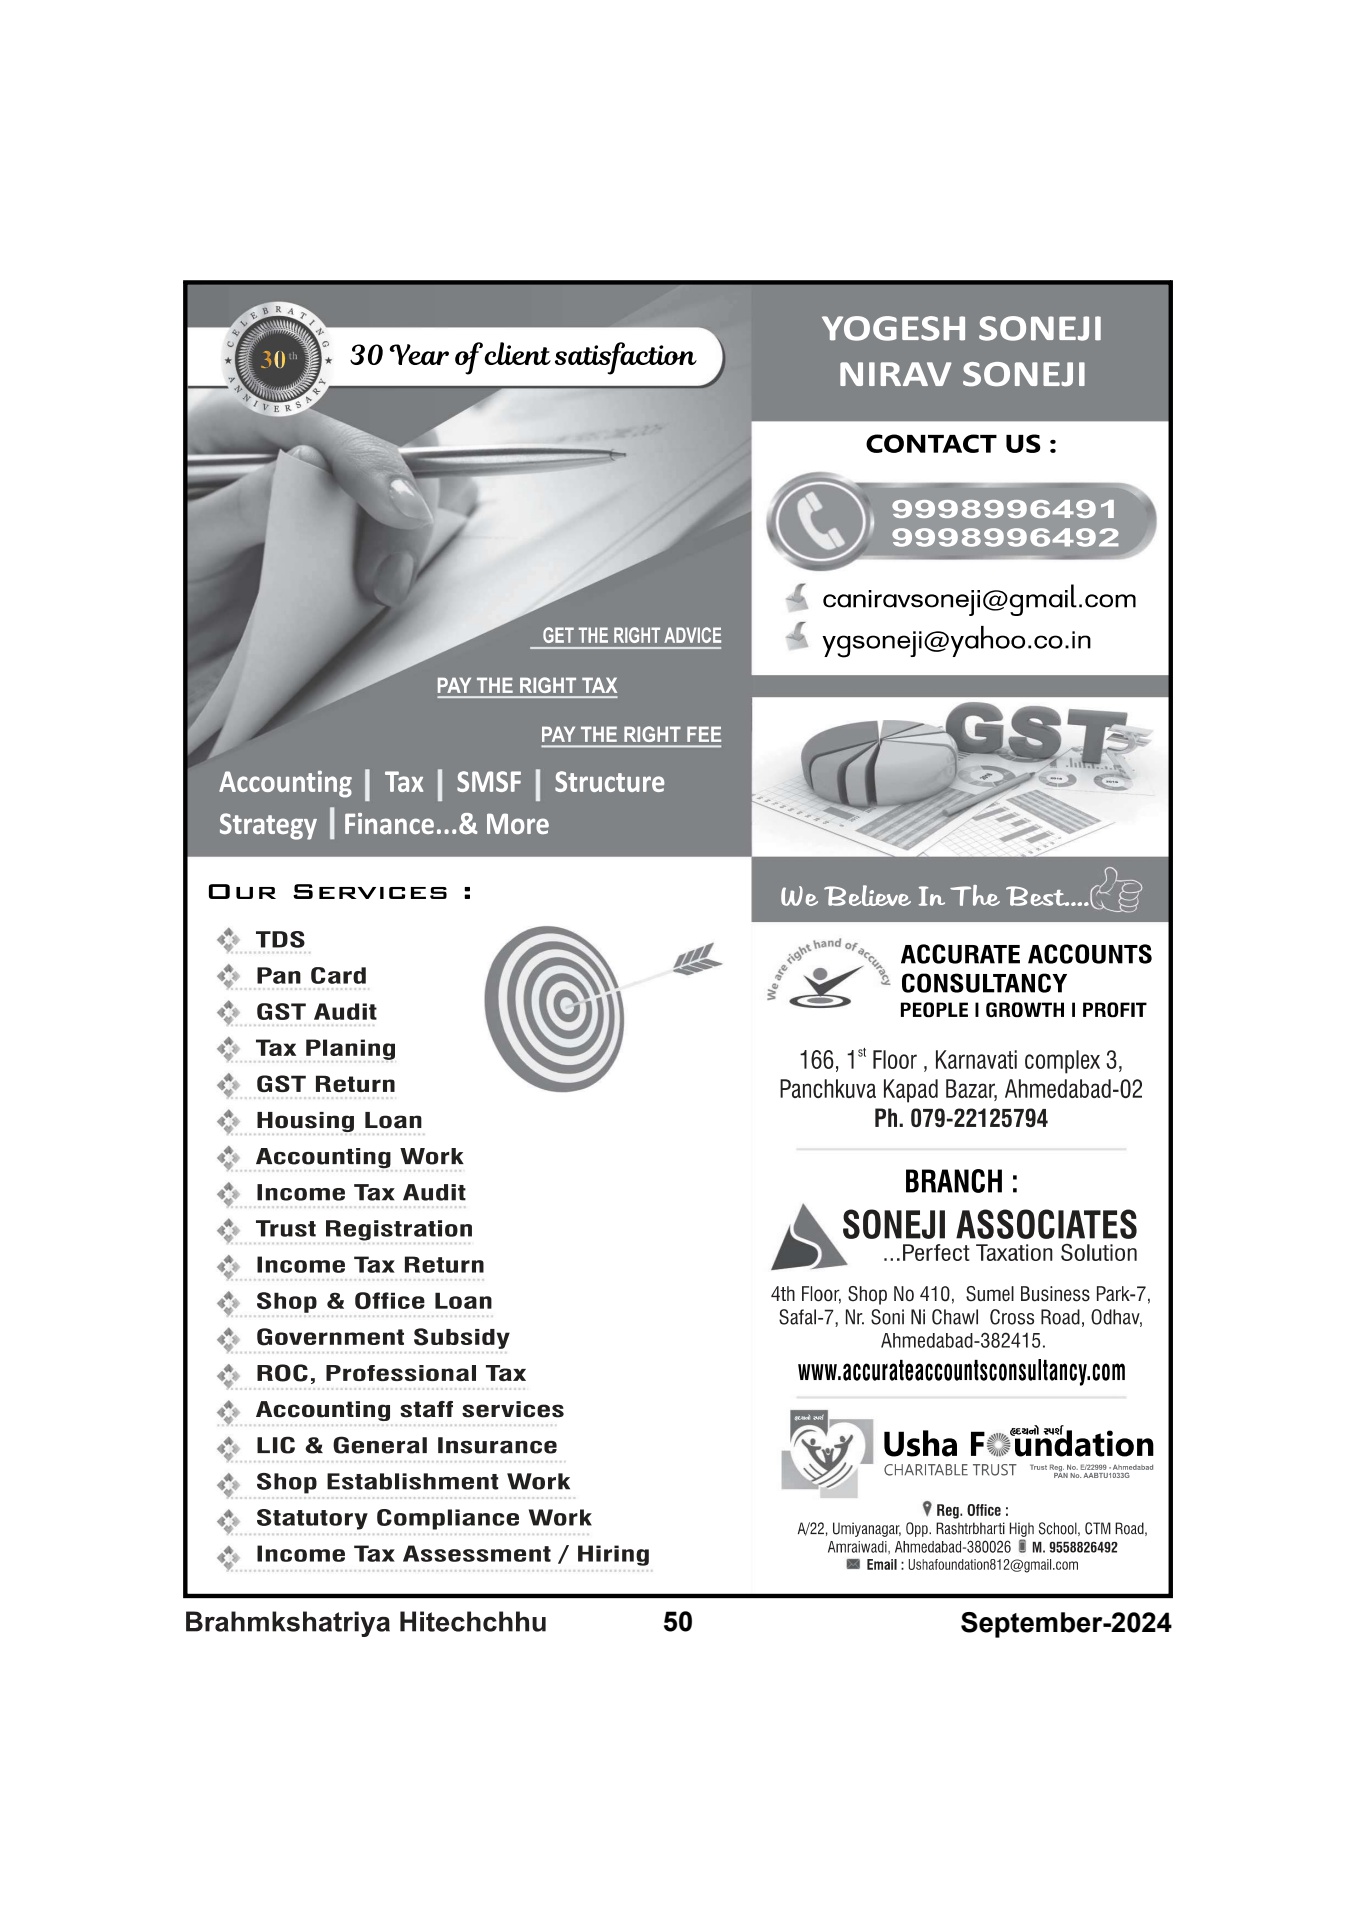 CELEBRATING
30th
ANNIVERSARY
30 Year of client satisfaction
GET THE RIGHT ADVICE
PAY THE RIGHT TAX
PAY THE RIGHT FEE
Accounting | Tax | SMSF | Structure
Strategy | Finance...& More
OUR SERVICES :
TDS
Pan Card
GST Audit
Tax Planing
GST Return
Housing Loan
Accounting Work
Income Tax Audit
Trust Registration
Income Tax Return
Shop & Office Loan
Government Subsidy
ROC, Professional Tax
Accounting staff services
LIC & General Insurance
Shop Establishment Work
Statutory Compliance Work
Income Tax Assessment / Hiring
YOGESH SONEJI
NIRAV SONEJI
CONTACT US :
9998996491
9998996492
caniravsoneji@gmail.com
ygsoneji@yahoo.co.in
GST
We Believe In The Best....
We are right hand of accuracy
ACCURATE ACCOUNTS
CONSULTANCY
PEOPLE I GROWTH I PROFIT
166, 1st Floor , Karnavati complex 3,
Panchkuva Kapad Bazar, Ahmedabad-02
Ph. 079-22125794
BRANCH :
SONEJI ASSOCIATES
...Perfect Taxation Solution
4th Floor, Shop No 410, Sumel Business Park-7,
Safal-7, Nr. Soni Ni Chawl Cross Road, Odhav,
Ahmedabad-382415.
www.accurateaccountsconsultancy.com
હૃદયનો સ્પર્શ
હૃદયનો સ્પર્શ
Usha Foundation
CHARITABLE TRUST
Trust Reg. No. E/22999 - Ahmedabad
PAN No. AABTU1033G
Reg. Office :
A/22, Umiyanagar, Opp. Rashtrbharti High School, CTM Road,
Amraiwadi, Ahmedabad-380026 M. 9558826492
Email : Ushafoundation812@gmail.com
Brahmkshatriya Hitechchhu 50 September-2024